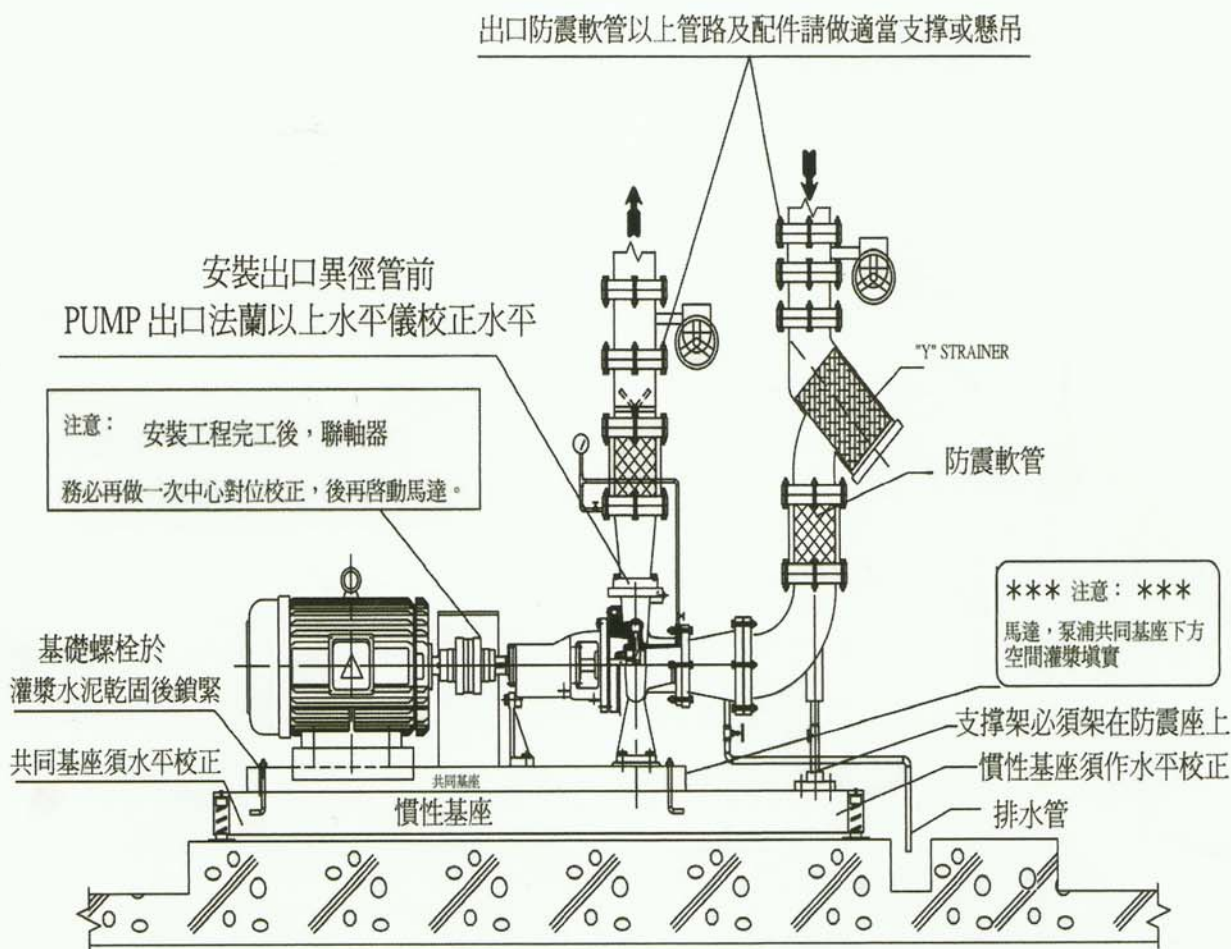 出口防震軟管以上管路及配件請做適當支撐或懸吊
安裝出口異徑管前
PUMP 出口法蘭以上水平儀校正水平
"Y" STRAINER
注意： 安裝工程完工後，聯軸器
務必再做一次中心對位校正，後再啓動馬達。
防震軟管
*** 注意： ***
馬達，泵浦共同基座下方
空間灌漿填實
基礎螺栓於
灌漿水泥乾固後鎖緊
支撐架必須架在防震座上
共同基座須水平校正
慣性基座須作水平校正
共同基座
慣性基座
排水管